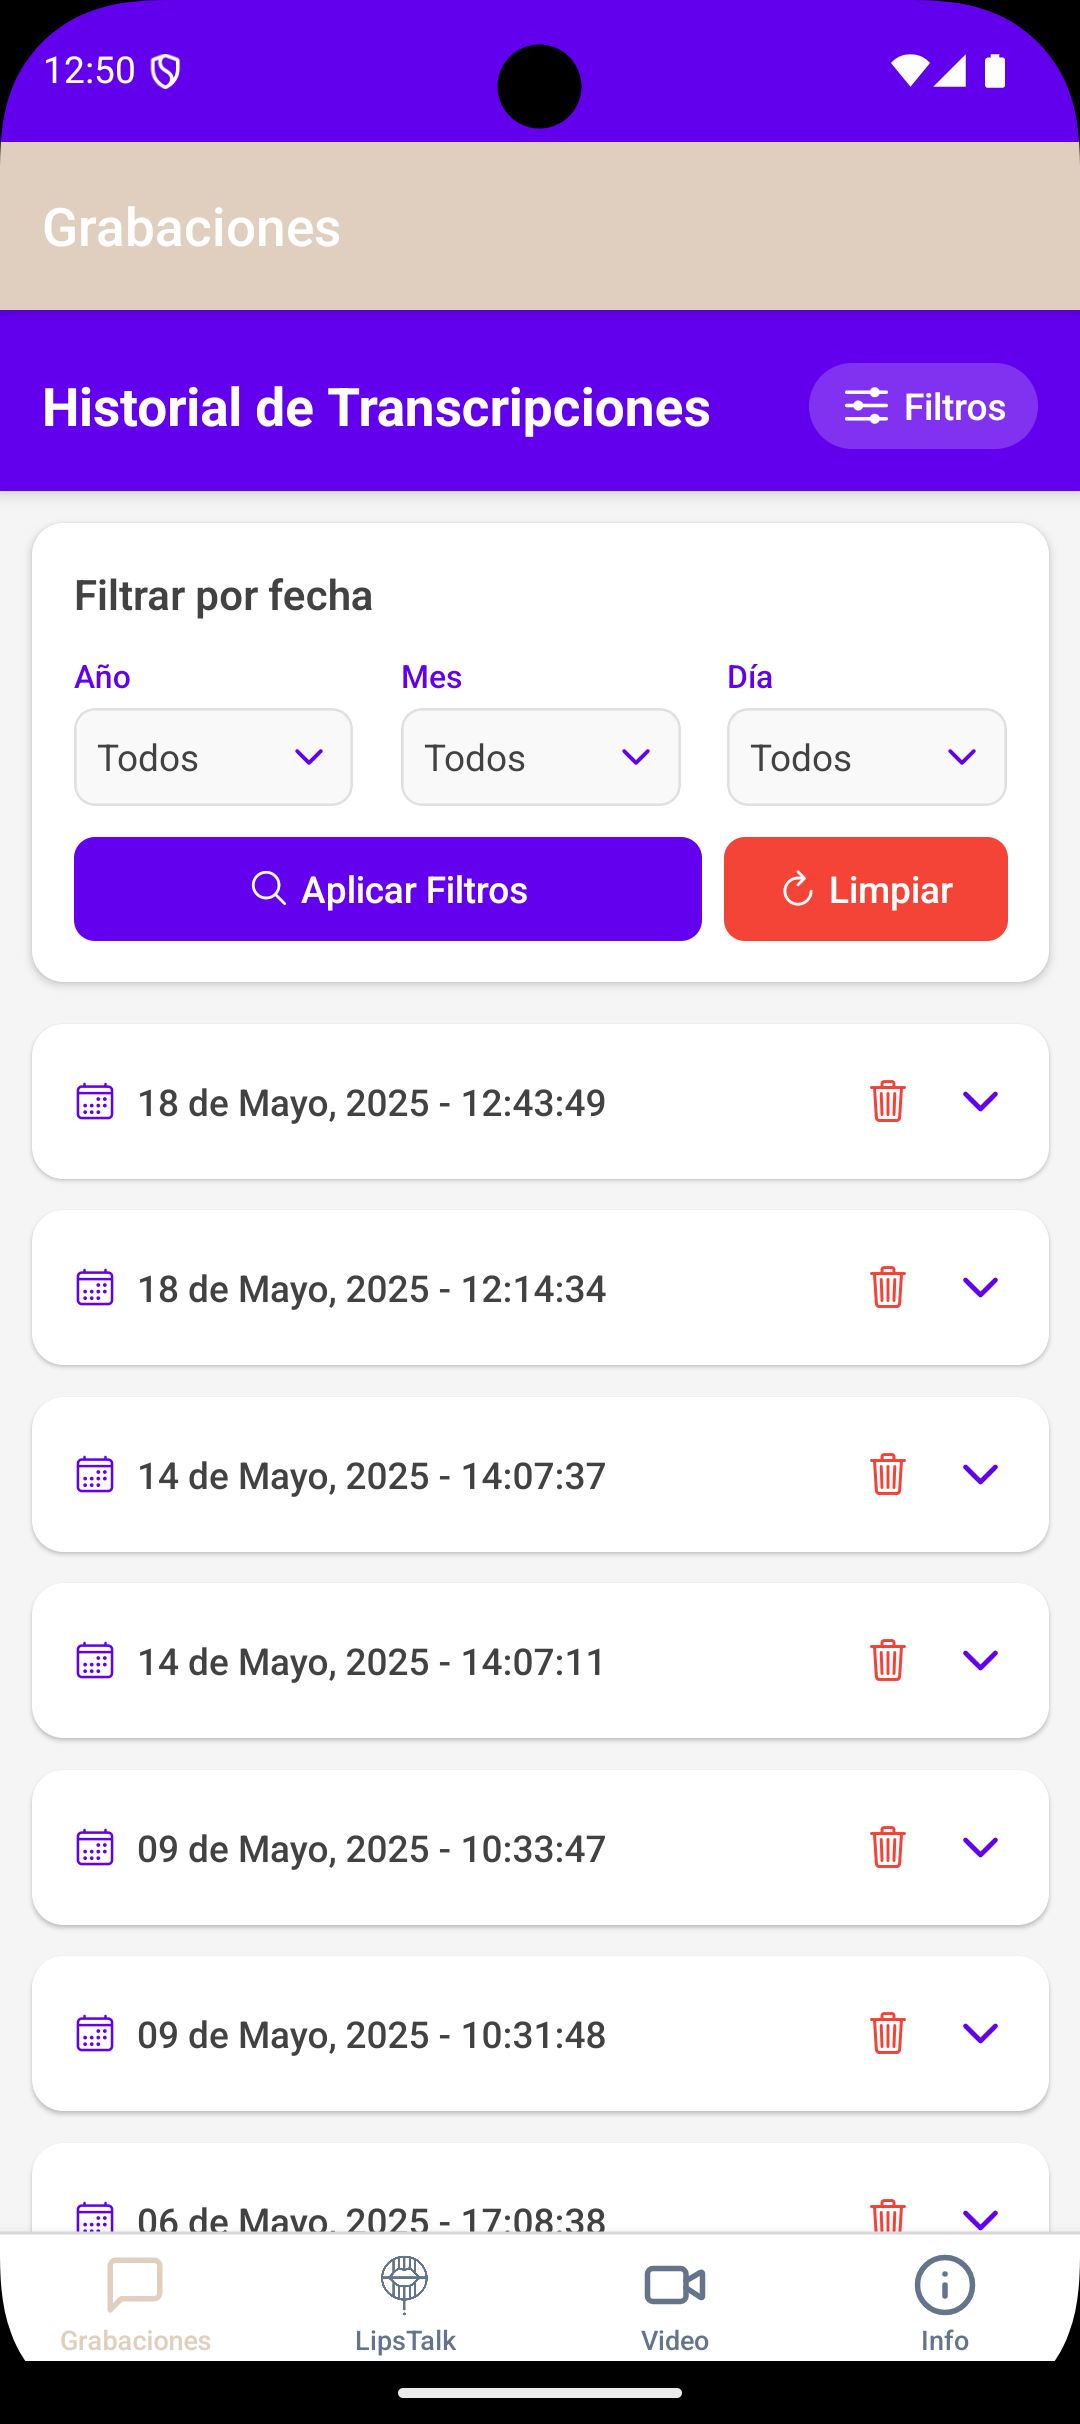 12:50
Grabaciones
Historial de Transcripciones
Filtros
Filtrar por fecha
Año Mes Día
Todos Todos Todos
Aplicar Filtros Limpiar
18 de Mayo, 2025 - 12:43:49
18 de Mayo, 2025 - 12:14:34
14 de Mayo, 2025 - 14:07:37
14 de Mayo, 2025 - 14:07:11
09 de Mayo, 2025 - 10:33:47
09 de Mayo, 2025 - 10:31:48
06 de Mayo, 2025 - 17:08:38
Grabaciones LipsTalk Video Info